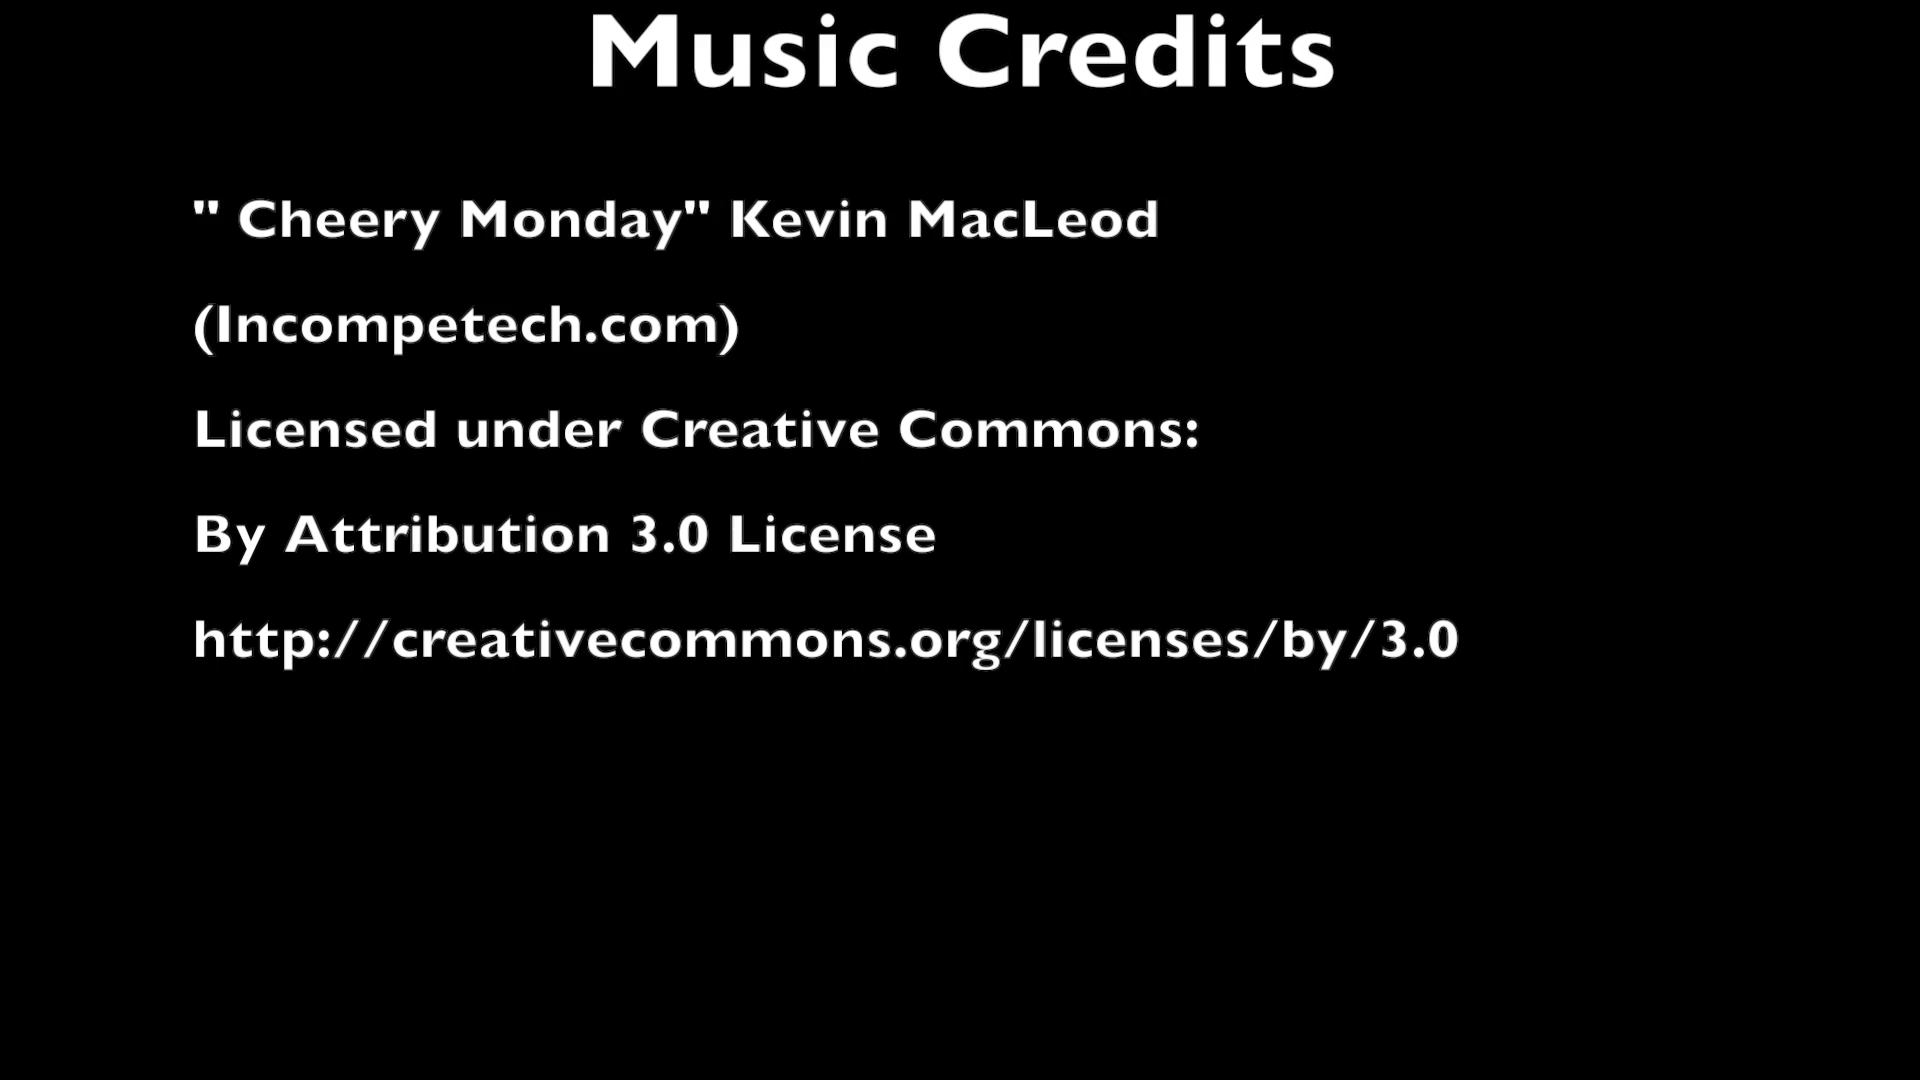 Music Credits
" Cheery Monday" Kevin MacLeod
(Incompetech.com)
Licensed under Creative Commons:
By Attribution 3.0 License
http://creativecommons.org/licenses/by/3.0